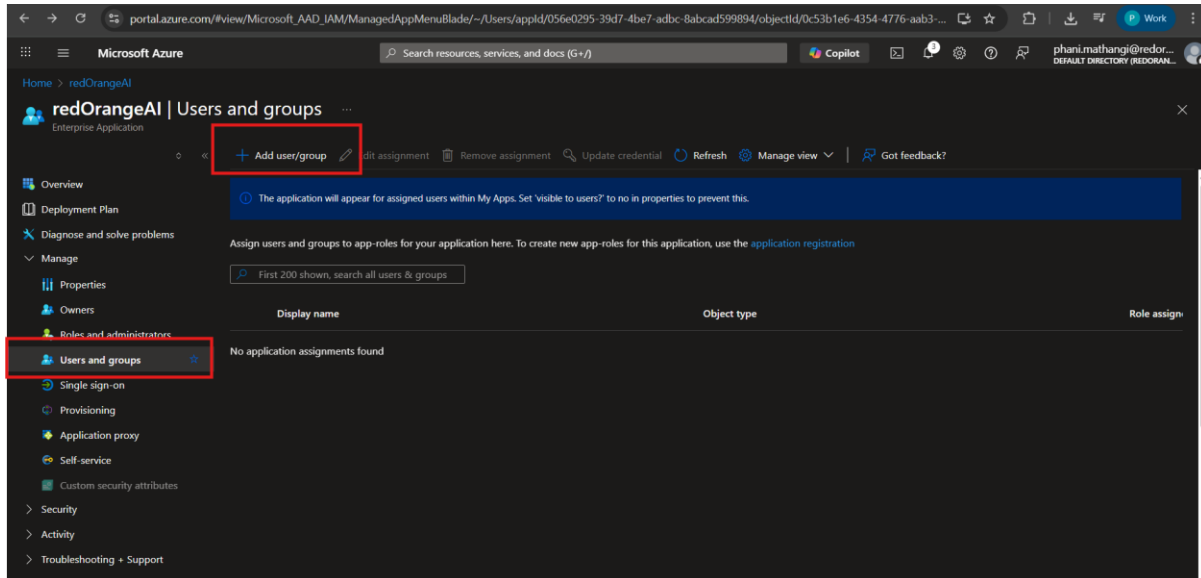 portal.azure.com/#view/Microsoft_AAD_IAM/ManagedAppMenuBlade/~/Users/appId/056e0295-39d7-4be7-adbc-8abcad599894/objectId/0c53b1e6-4354-4776-aab3-...
P Work
Microsoft Azure
Search resources, services, and docs (G+/)
Copilot
3
phani.mathangi@redor...
DEFAULT DIRECTORY (REDORAN...
Home > redOrangeAI
redOrangeAI | Users and groups ...
Enterprise Application
Add user/group
dit assignment
Remove assignment
Update credential
Refresh
Manage view
Got feedback?
Overview
Deployment Plan
Diagnose and solve problems
Manage
Properties
Owners
Roles and administrators
Users and groups
Single sign-on
Provisioning
Application proxy
Self-service
Custom security attributes
Security
Activity
Troubleshooting + Support
The application will appear for assigned users within My Apps. Set 'visible to users?' to no in properties to prevent this.
Assign users and groups to app-roles for your application here. To create new app-roles for this application, use the application registration
First 200 shown, search all users & groups
Display name
Object type
Role assign
No application assignments found